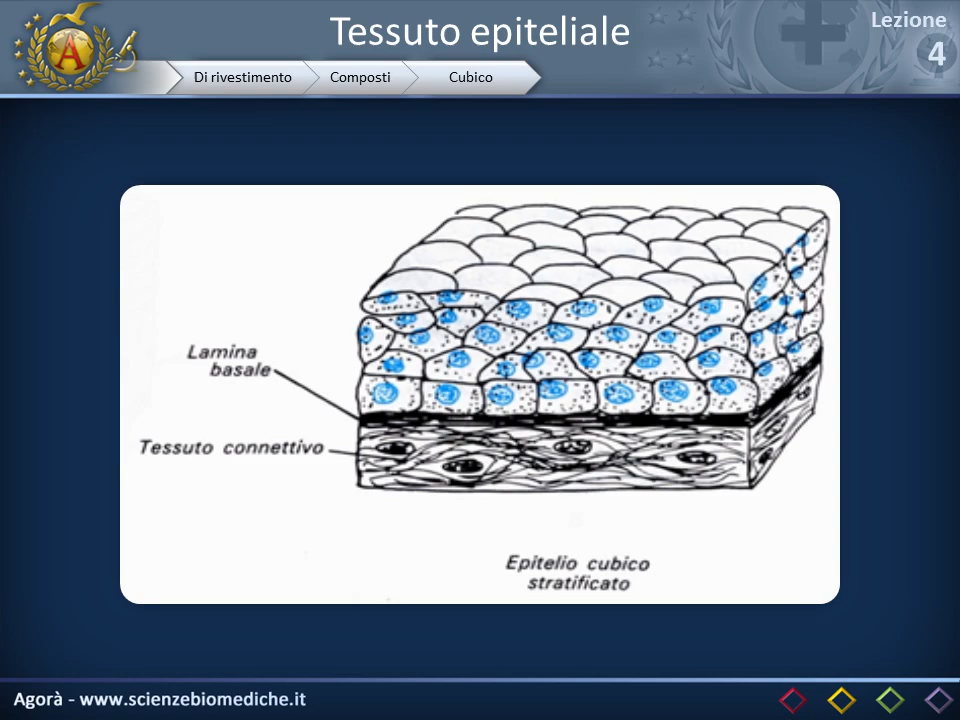 Tessuto epiteliale
Lezione
4
A
Di rivestimento
Composti
Cubico
Lamina
basale
Tessuto connettivo
Epitelio cubico
stratificato
Agorà - www.scienzebiomediche.it